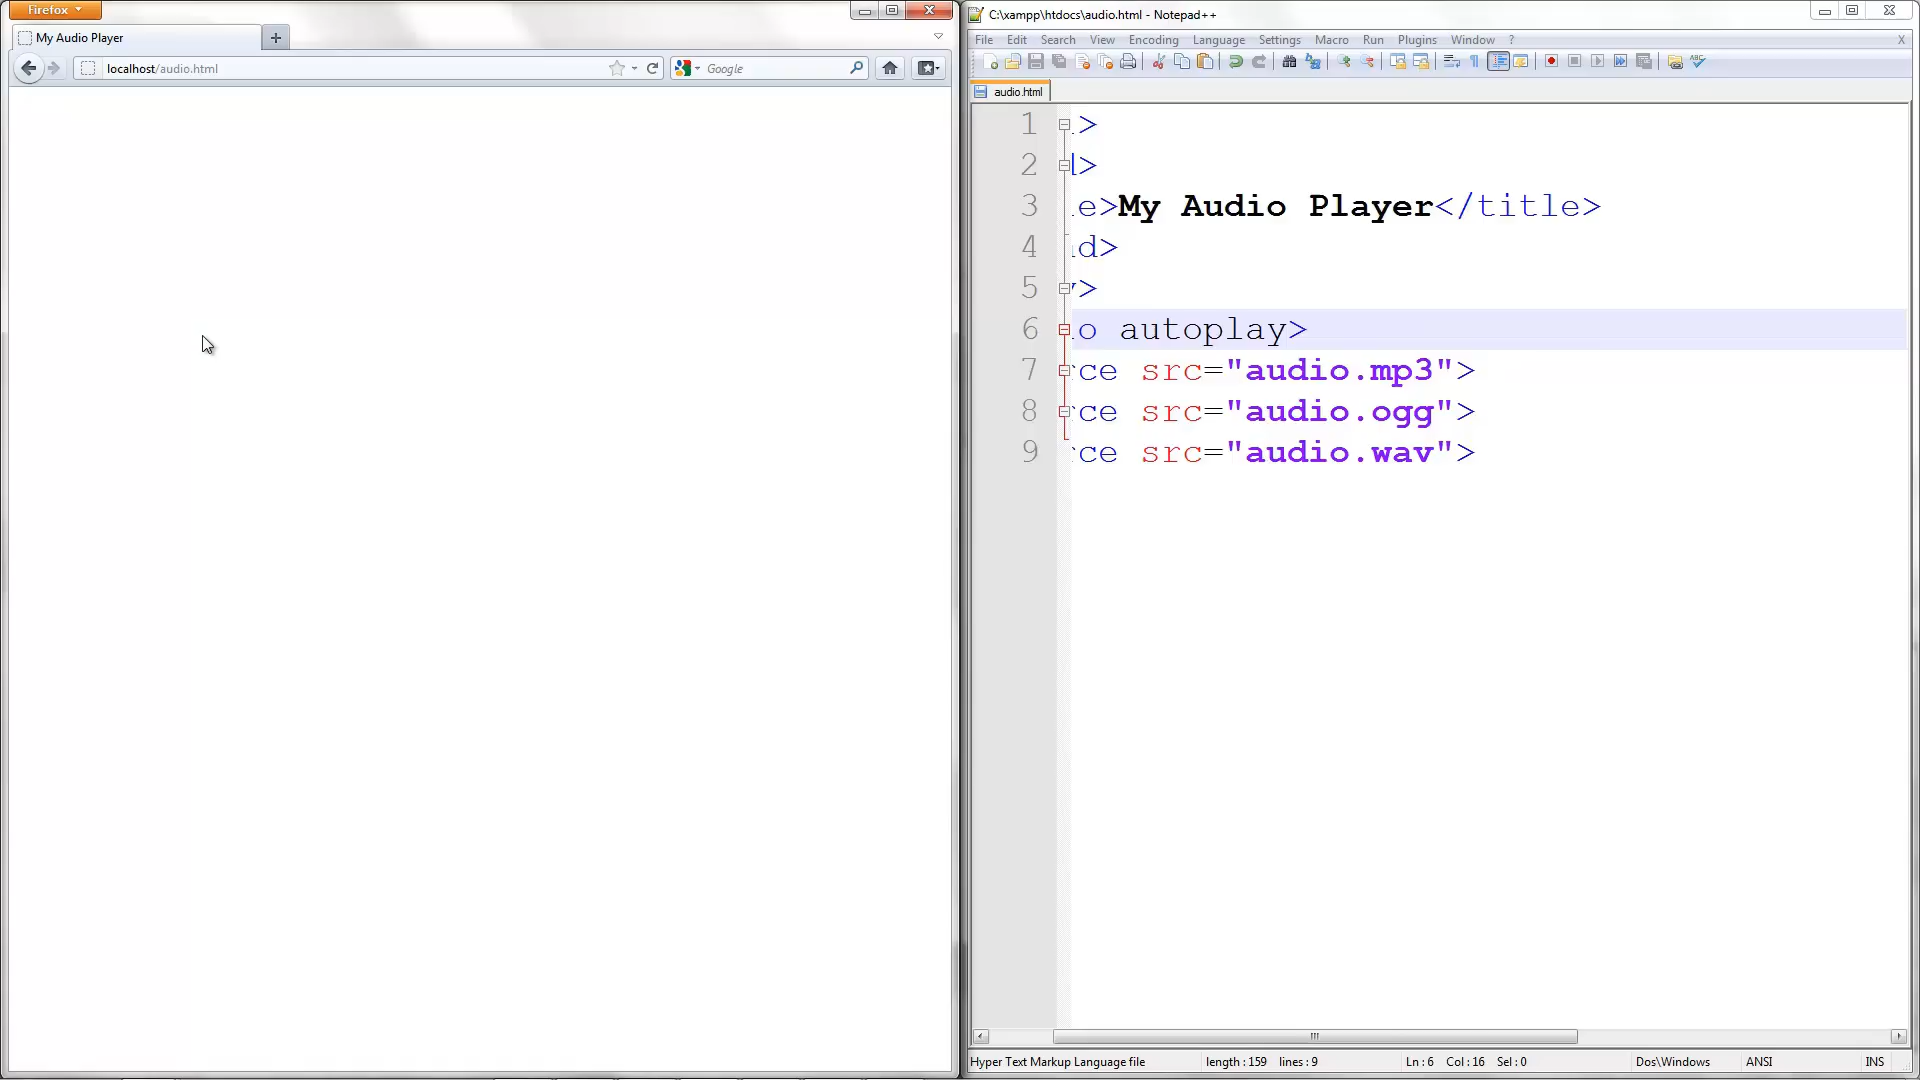 Firefox
My Audio Player
localhost/audio.html
Google
C:\xampp\htdocs\audio.html - Notepad++
File Edit Search View Encoding Language Settings Macro Run Plugins Window ? X
audio.html
1 >
2 >
3 e>My Audio Player</title>
4 d>
5 >
6 o autoplay>
7 rce src="audio.mp3">
8 rce src="audio.ogg">
9 rce src="audio.wav">
Hyper Text Markup Language file length : 159 lines : 9 Ln : 6 Col : 16 Sel : 0 Dos\Windows ANSI INS